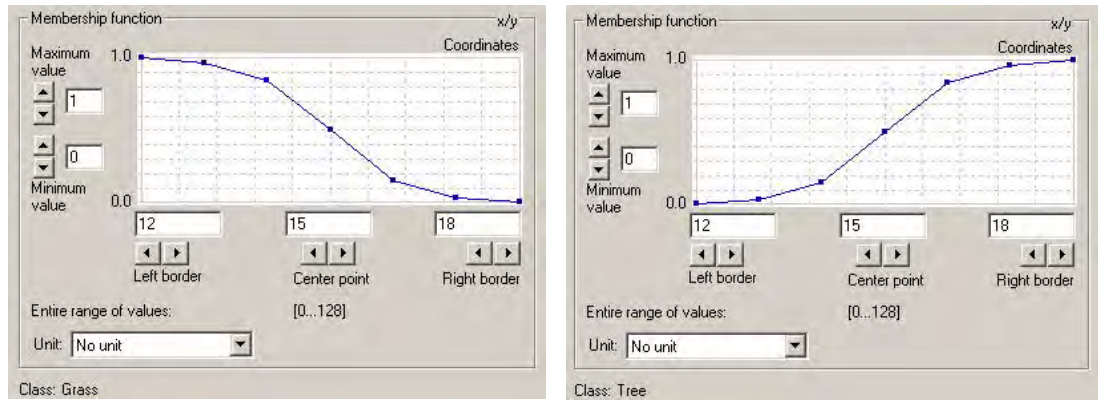 Membership function
x/y
Coordinates
Maximum
value
1.0
1
0
Minimum
value
0.0
12
15
18
Left border
Center point
Right border
Entire range of values:
[0...128]
Unit:
No unit
Class: Grass
Membership function
x/y
Coordinates
Maximum
value
1.0
1
0
Minimum
value
0.0
12
15
18
Left border
Center point
Right border
Entire range of values:
[0...128]
Unit:
No unit
Class: Tree